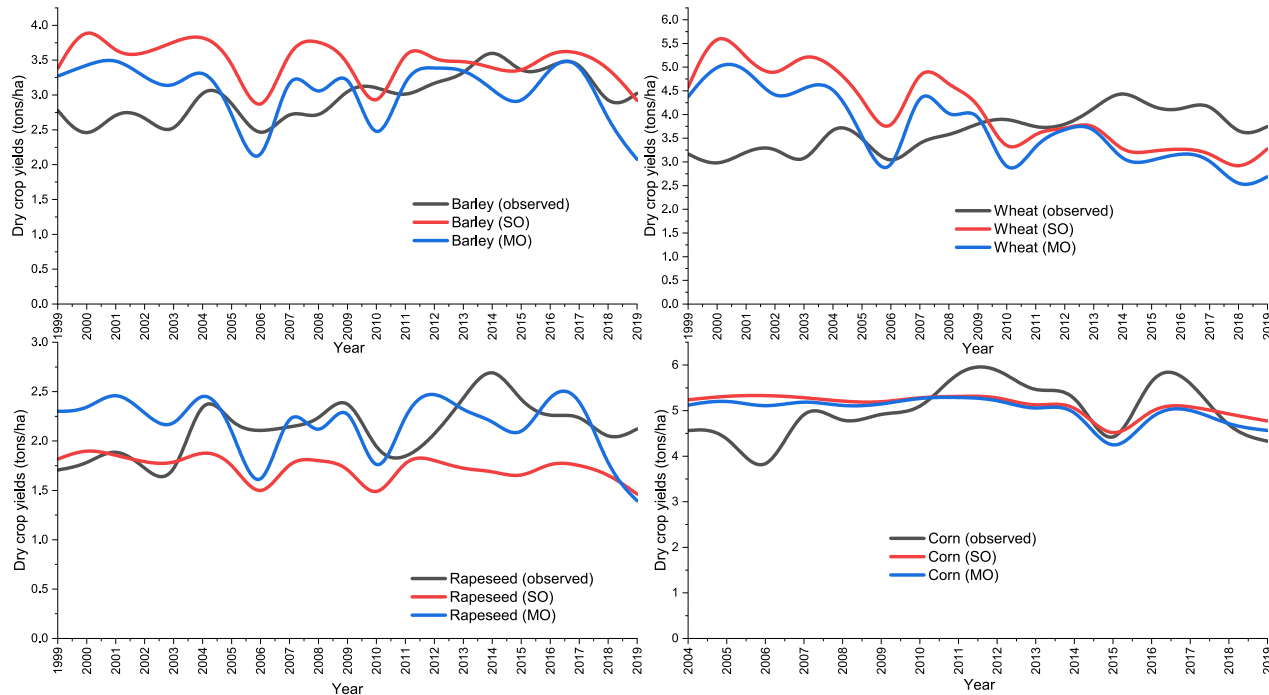 Dry crop yields (tons/ha)
4.0
3.5
3.0
2.5
2.0
1.5
1.0
0.5
0.0
Barley (observed)
Barley (SO)
Barley (MO)
1999 2000 2001 2002 2003 2004 2005 2006 2007 2008 2009 2010 2011 2012 2013 2014 2015 2016 2017 2018 2019
Year
Dry crop yields (tons/ha)
6.0
5.5
5.0
4.5
4.0
3.5
3.0
2.5
2.0
1.5
1.0
0.5
0.0
Wheat (observed)
Wheat (SO)
Wheat (MO)
1999 2000 2001 2002 2003 2004 2005 2006 2007 2008 2009 2010 2011 2012 2013 2014 2015 2016 2017 2018 2019
Year
Dry crop yields (tons/ha)
3.0
2.5
2.0
1.5
1.0
0.5
0.0
Rapeseed (observed)
Rapeseed (SO)
Rapeseed (MO)
1999 2000 2001 2002 2003 2004 2005 2006 2007 2008 2009 2010 2011 2012 2013 2014 2015 2016 2017 2018 2019
Year
Dry crop yields (tons/ha)
6
5
4
3
2
1
0
Corn (observed)
Corn (SO)
Corn (MO)
2004 2005 2006 2007 2008 2009 2010 2011 2012 2013 2014 2015 2016 2017 2018 2019
Year